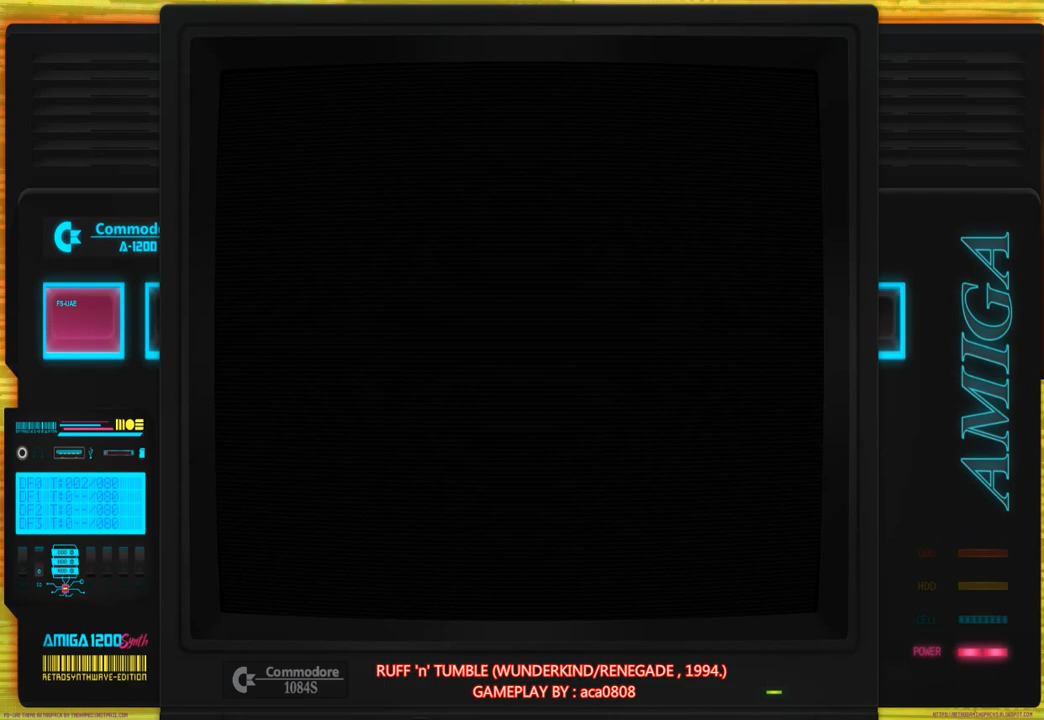 Commodo
A-1200
FS-UAE
AMIGA
DF0 T:002/080
DF1 T:0--/080
DF2 T:0--/080
DF3 T:0--/080
HDD
POWER
AMIGA 1200 Synth
RETROSYNTHWAVE-EDITION
Commodore
1084S
RUFF 'n' TUMBLE (WUNDERKIND/RENEGADE , 1994.)
GAMEPLAY BY : aca0808